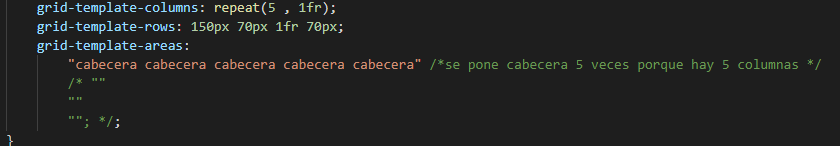 grid-template-columns: repeat(5 , 1fr);
grid-template-rows: 150px 70px 1fr 70px;
grid-template-areas:
"cabecera cabecera cabecera cabecera cabecera" /*se pone cabecera 5 veces porque hay 5 columnas */
/* ""
""
""; */;
}